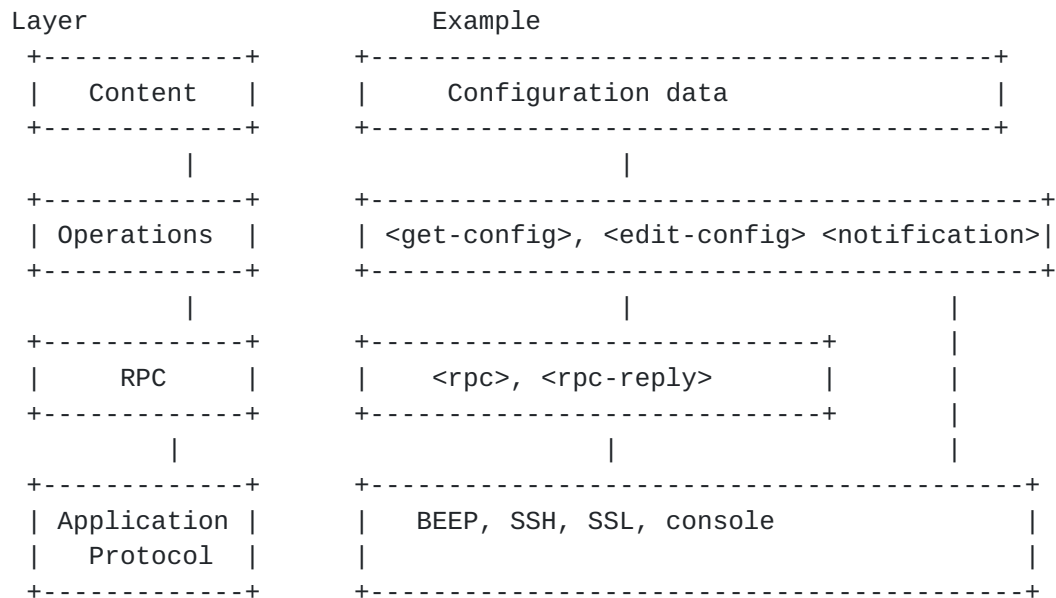 Layer                      Example
 +-------------+      +----------------------------------------+
 |   Content   |      |     Configuration data                 |
 +-------------+      +----------------------------------------+
           |                           |
 +-------------+      +-------------------------------------------+
 | Operations  |      | <get-config>, <edit-config> <notification>|
 +-------------+      +-------------------------------------------+
           |                           |                    |
 +-------------+      +-----------------------------+       |
 |     RPC     |      |    <rpc>, <rpc-reply>       |       |
 +-------------+      +-----------------------------+       |
          |                           |                     |
 +-------------+      +------------------------------------------+
 | Application |      |   BEEP, SSH, SSL, console                |
 |   Protocol  |      |                                          |
 +-------------+      +------------------------------------------+